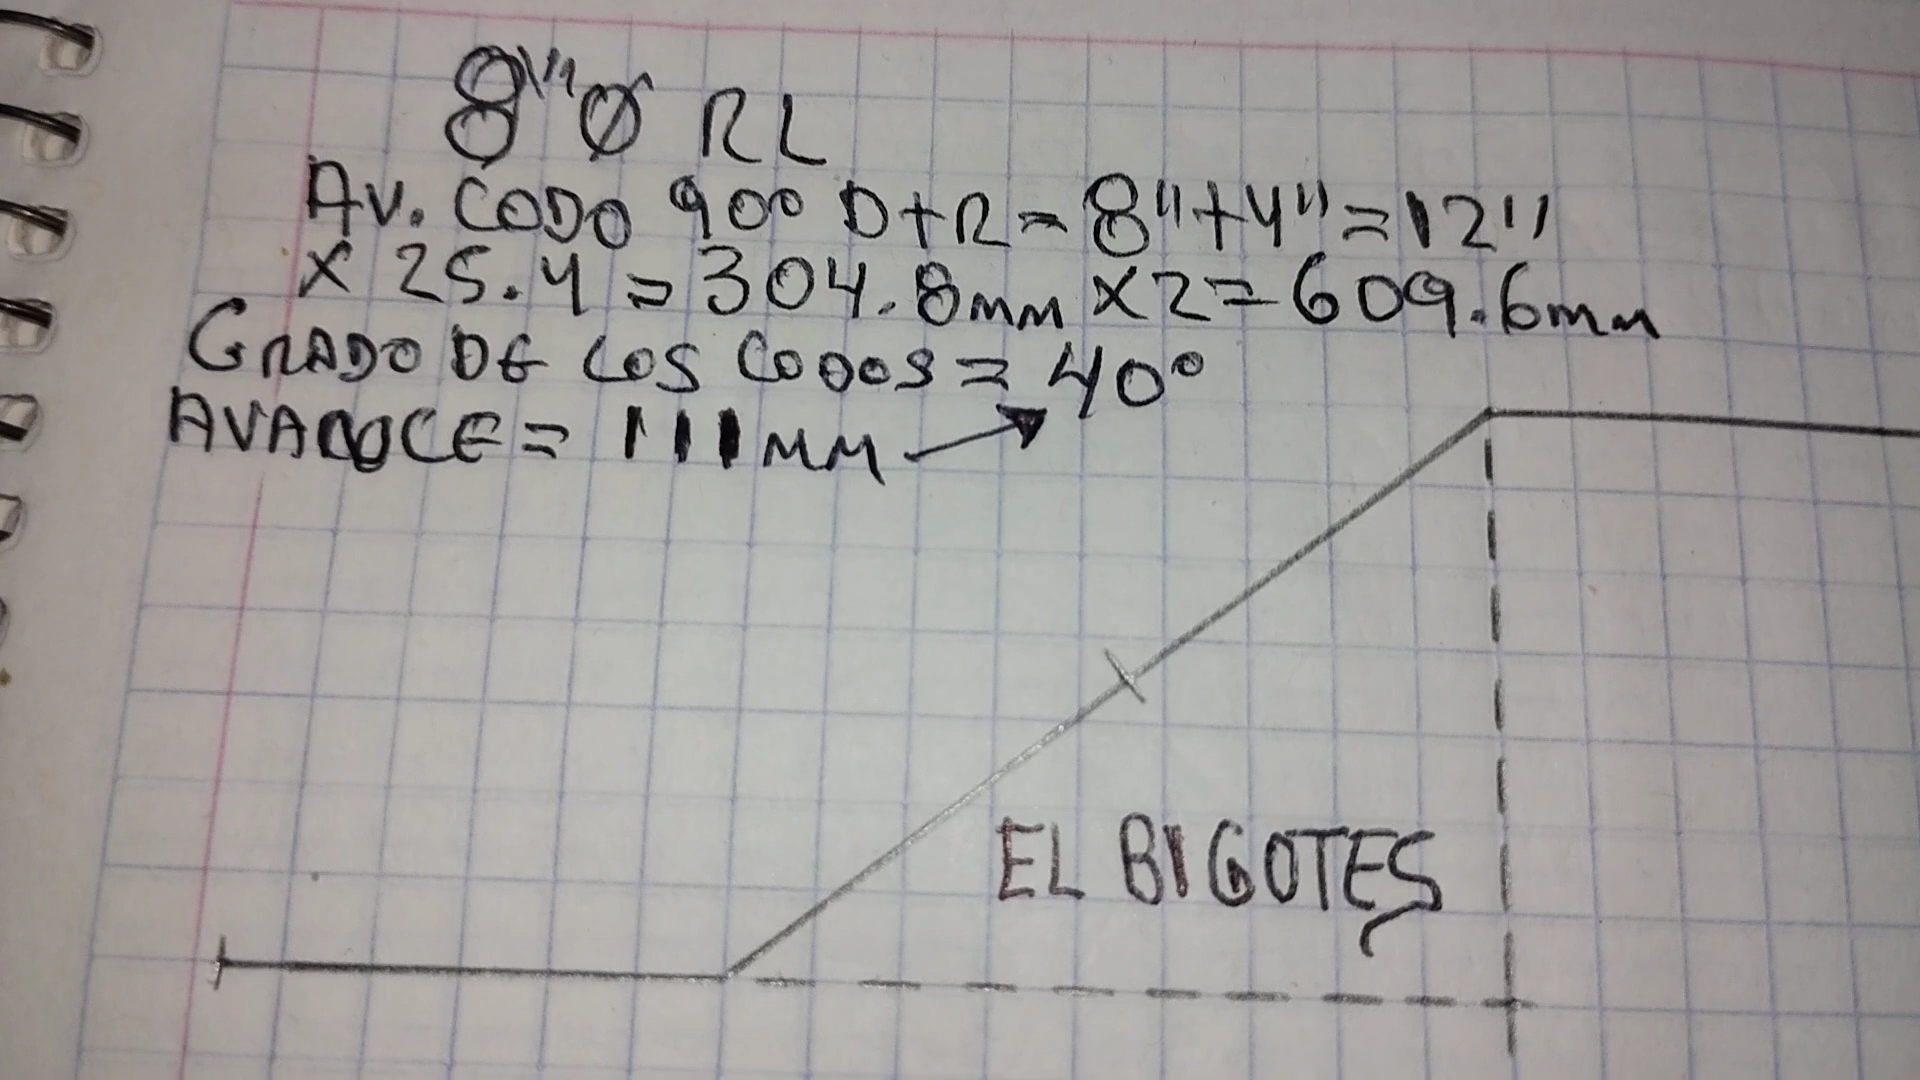 8"Ø RL
AV. CODO 90° D+R = 8"+4" = 12"
X 25.4 = 304.8mm X2 = 609.6mm
GRADO DE LOS CODOS = 40°
AVANCE = 111MM
EL BIGOTES